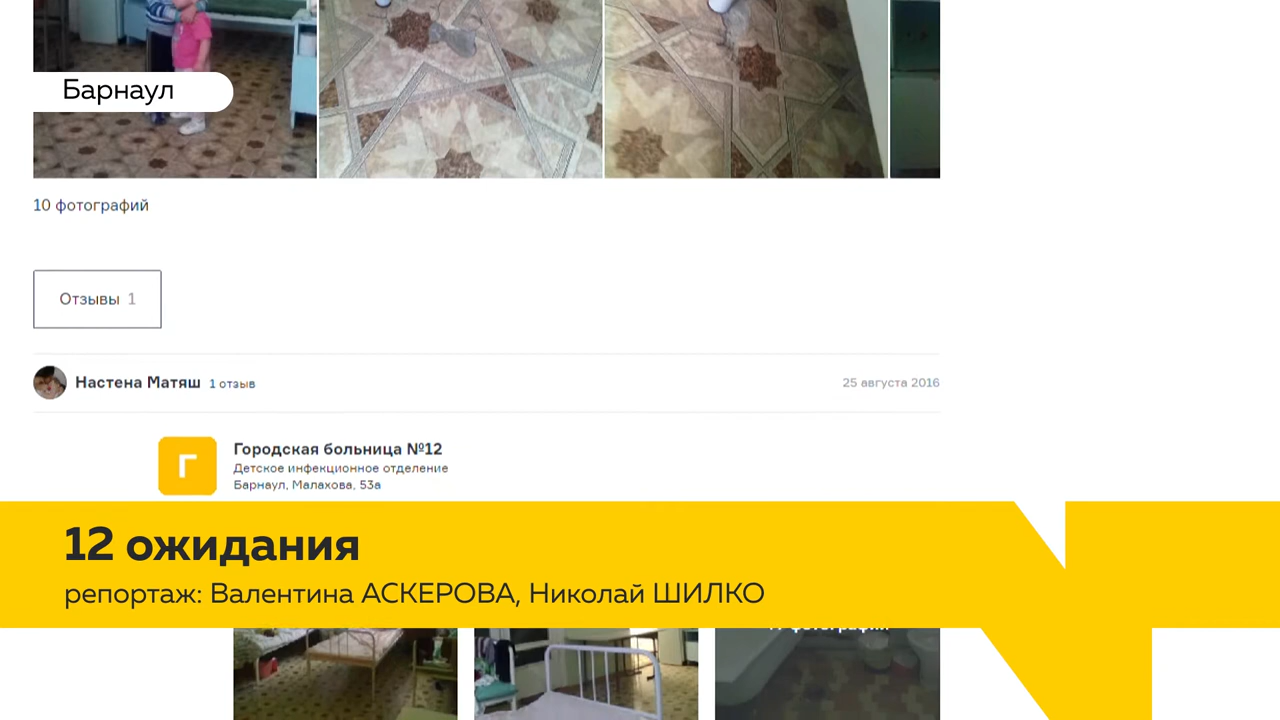 Барнаул
10 фотографий
Отзывы 1
Настена Матяш 1 отзыв
25 августа 2016
Г
Городская больница №12
Детское инфекционное отделение
Барнаул, Малахова, 53а
12 ожидания
репортаж: Валентина АСКЕРОВА, Николай ШИЛКО